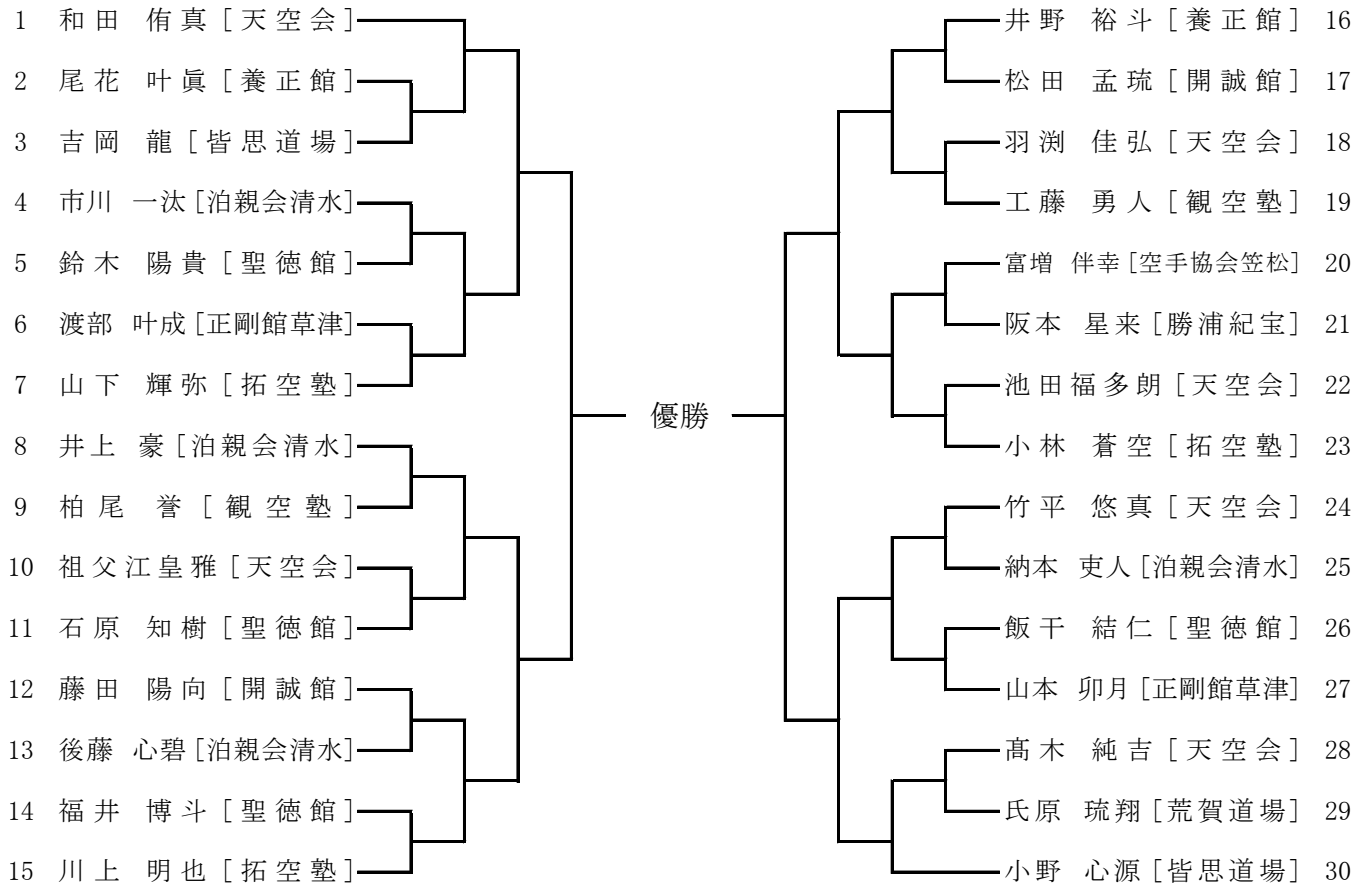 1 和田 侑真 [天空会]
2 尾花 叶眞 [養正館]
3 吉岡 龍 [皆思道場]
4 市川 一汰 [泊親会清水]
5 鈴木 陽貴 [聖徳館]
6 渡部 叶成 [正剛館草津]
7 山下 輝弥 [拓空塾]
8 井上 豪 [泊親会清水]
9 柏尾 誉 [観空塾]
10 祖父江皇雅 [天空会]
11 石原 知樹 [聖徳館]
12 藤田 陽向 [開誠館]
13 後藤 心碧 [泊親会清水]
14 福井 博斗 [聖徳館]
15 川上 明也 [拓空塾]
優勝
井野 裕斗 [養正館] 16
松田 孟琉 [開誠館] 17
羽渕 佳弘 [天空会] 18
工藤 勇人 [観空塾] 19
富増 伴幸 [空手協会笠松] 20
阪本 星来 [勝浦紀宝] 21
池田福多朗 [天空会] 22
小林 蒼空 [拓空塾] 23
竹平 悠真 [天空会] 24
納本 吏人 [泊親会清水] 25
飯干 結仁 [聖徳館] 26
山本 卯月 [正剛館草津] 27
髙木 純吉 [天空会] 28
氏原 琉翔 [荒賀道場] 29
小野 心源 [皆思道場] 30